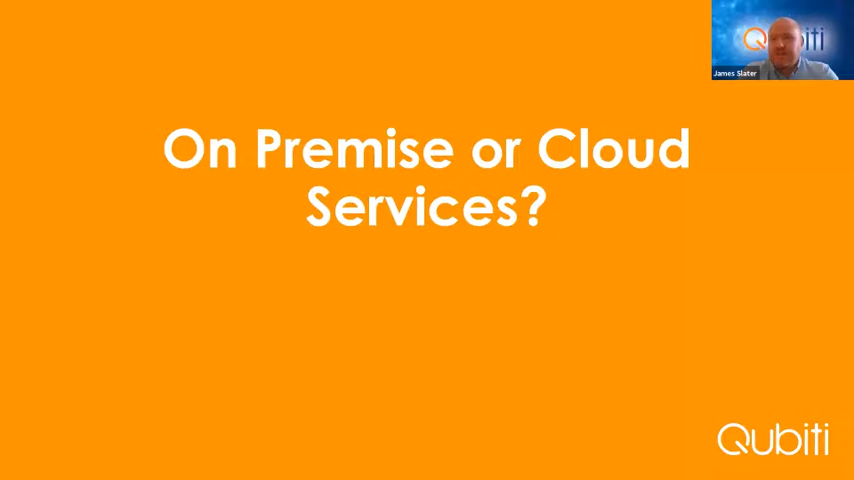 Qubiti
James Slater
On Premise or Cloud
Services?
Qubiti